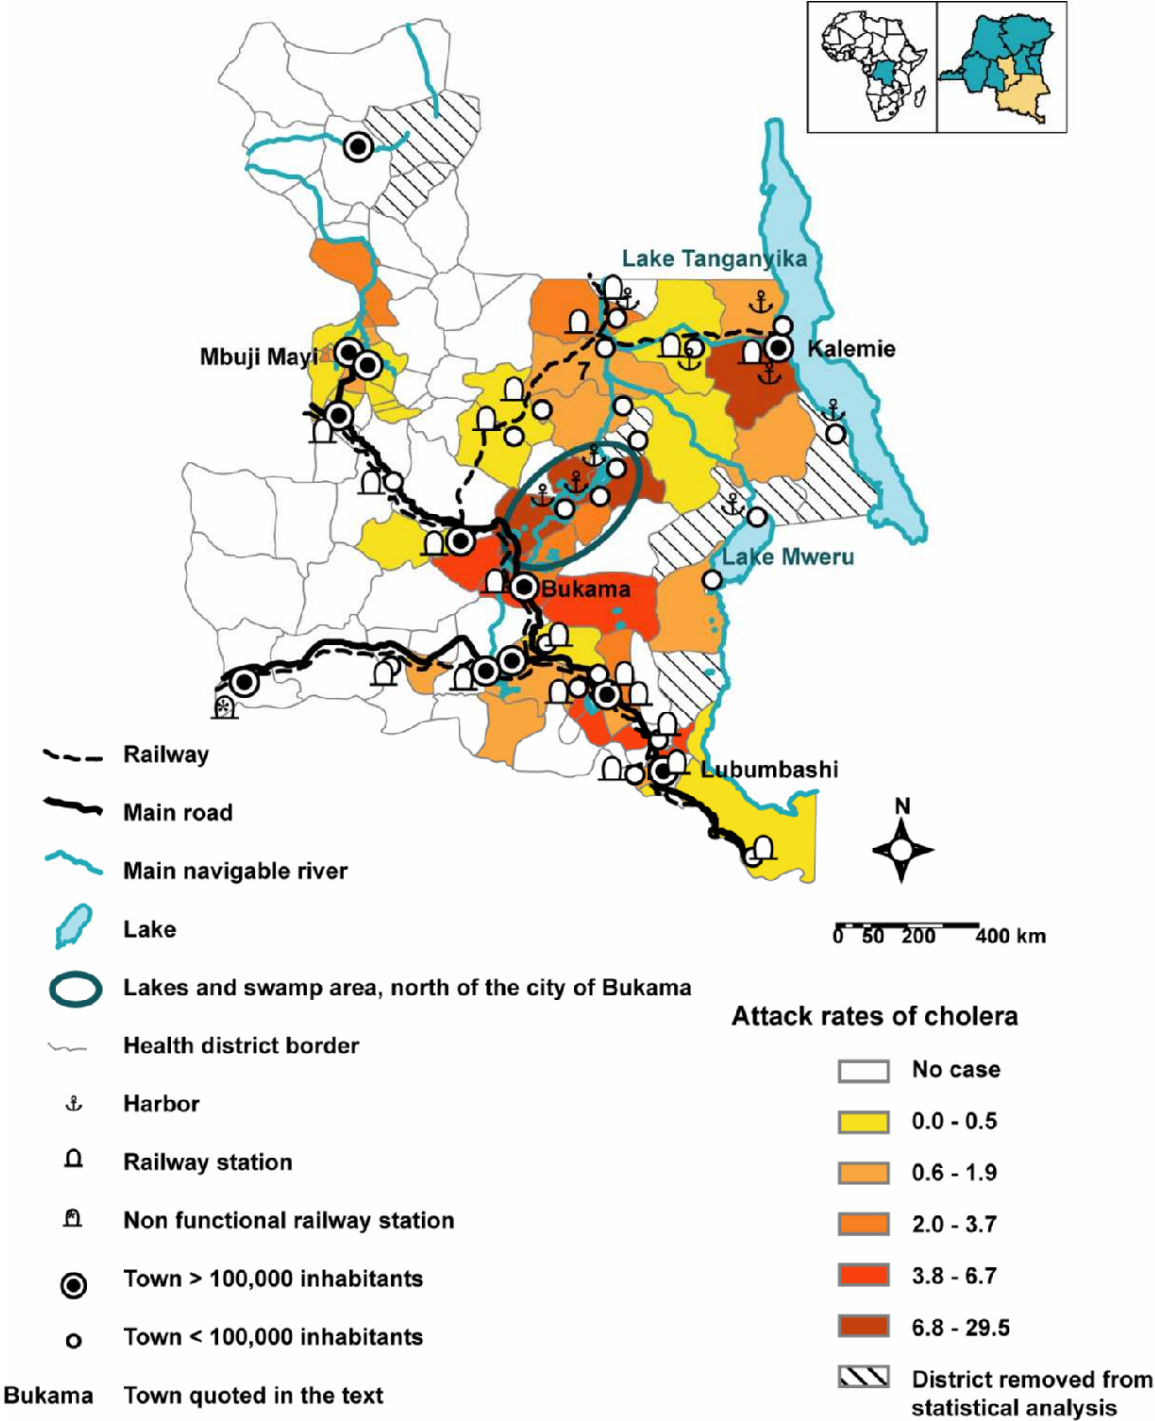 Lake Tanganyika
Mbuji Mayi
Kalemie
7
Lake Mweru
Bukama
Lubumbashi
N
0 50 200 400 km
Railway
Main road
Main navigable river
Lake
Lakes and swamp area, north of the city of Bukama
Health district border
Harbor
Railway station
Non functional railway station
Town > 100,000 inhabitants
Town < 100,000 inhabitants
Bukama Town quoted in the text
Attack rates of cholera
No case
0.0 - 0.5
0.6 - 1.9
2.0 - 3.7
3.8 - 6.7
6.8 - 29.5
District removed from
statistical analysis